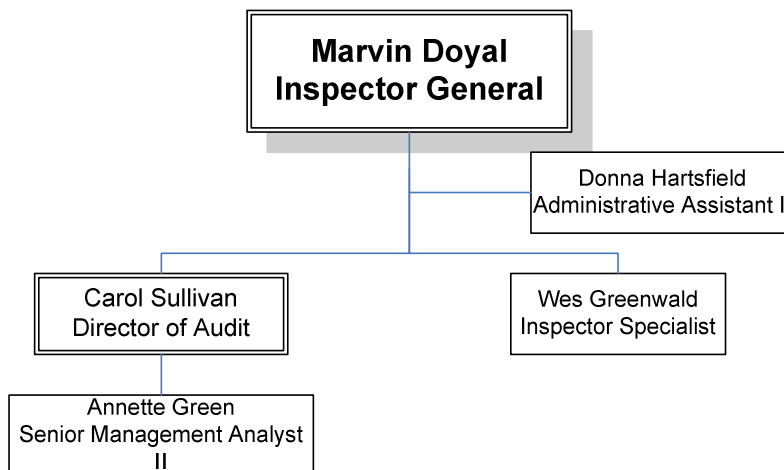 Marvin Doyal
Inspector General
Donna Hartsfield
Administrative Assistant I
Carol Sullivan
Director of Audit
Wes Greenwald
Inspector Specialist
Annette Green
Senior Management Analyst
II